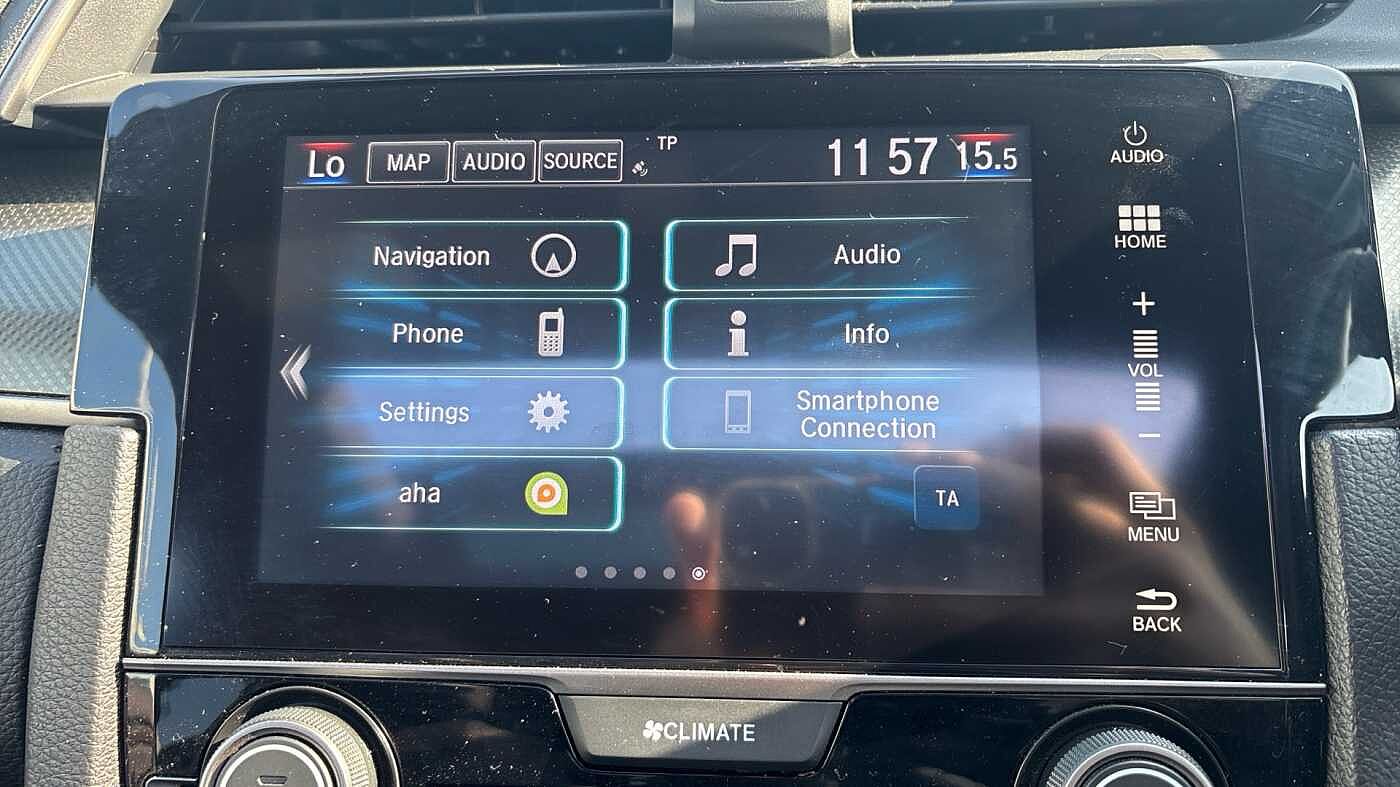 Lo MAP AUDIO SOURCE TP 11 57 15.5
AUDIO
HOME
+
VOL
−
MENU
BACK
Navigation
Audio
Phone
Info
Settings
Smartphone
Connection
aha
TA
CLIMATE